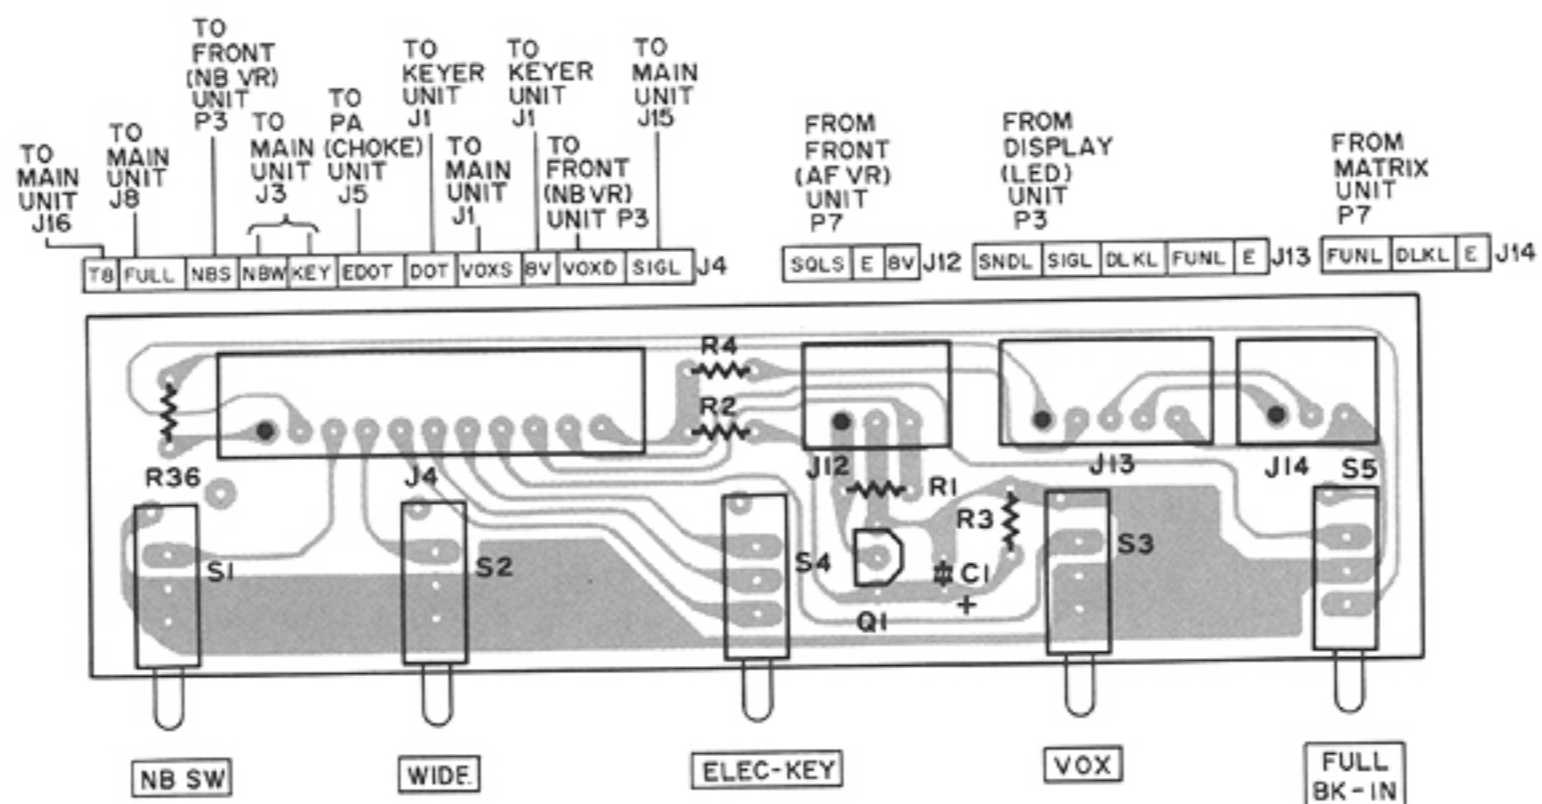 TO
FRONT
(NB VR)
UNIT
P3
TO
KEYER
UNIT
J1
TO
KEYER
UNIT
J1
TO
MAIN
UNIT
J15
TO
MAIN
UNIT
J16
TO
MAIN
UNIT
J8
TO
MAIN
UNIT
J3
TO
PA
(CHOKE)
UNIT
J5
TO
MAIN
UNIT
J1
TO
FRONT
(NB VR)
UNIT P3
FROM
FRONT
(AF VR)
UNIT
P7
FROM
DISPLAY
(LED)
UNIT
P3
FROM
MATRIX
UNIT
P7
T8 FULL NBS NBW KEY EDOT DOT VOXS 8V VOXD SIGL J4
SQLS E 8V J12
SNDL SIGL DLKL FUNL E J13
FUNL DLKL E J14
R4
R2
R36
J4
J12
R1
J13
J14
S5
R3
S1
S2
S4
C1
+
S3
Q1
NB SW
WIDE.
ELEC-KEY
VOX
FULL
BK-IN